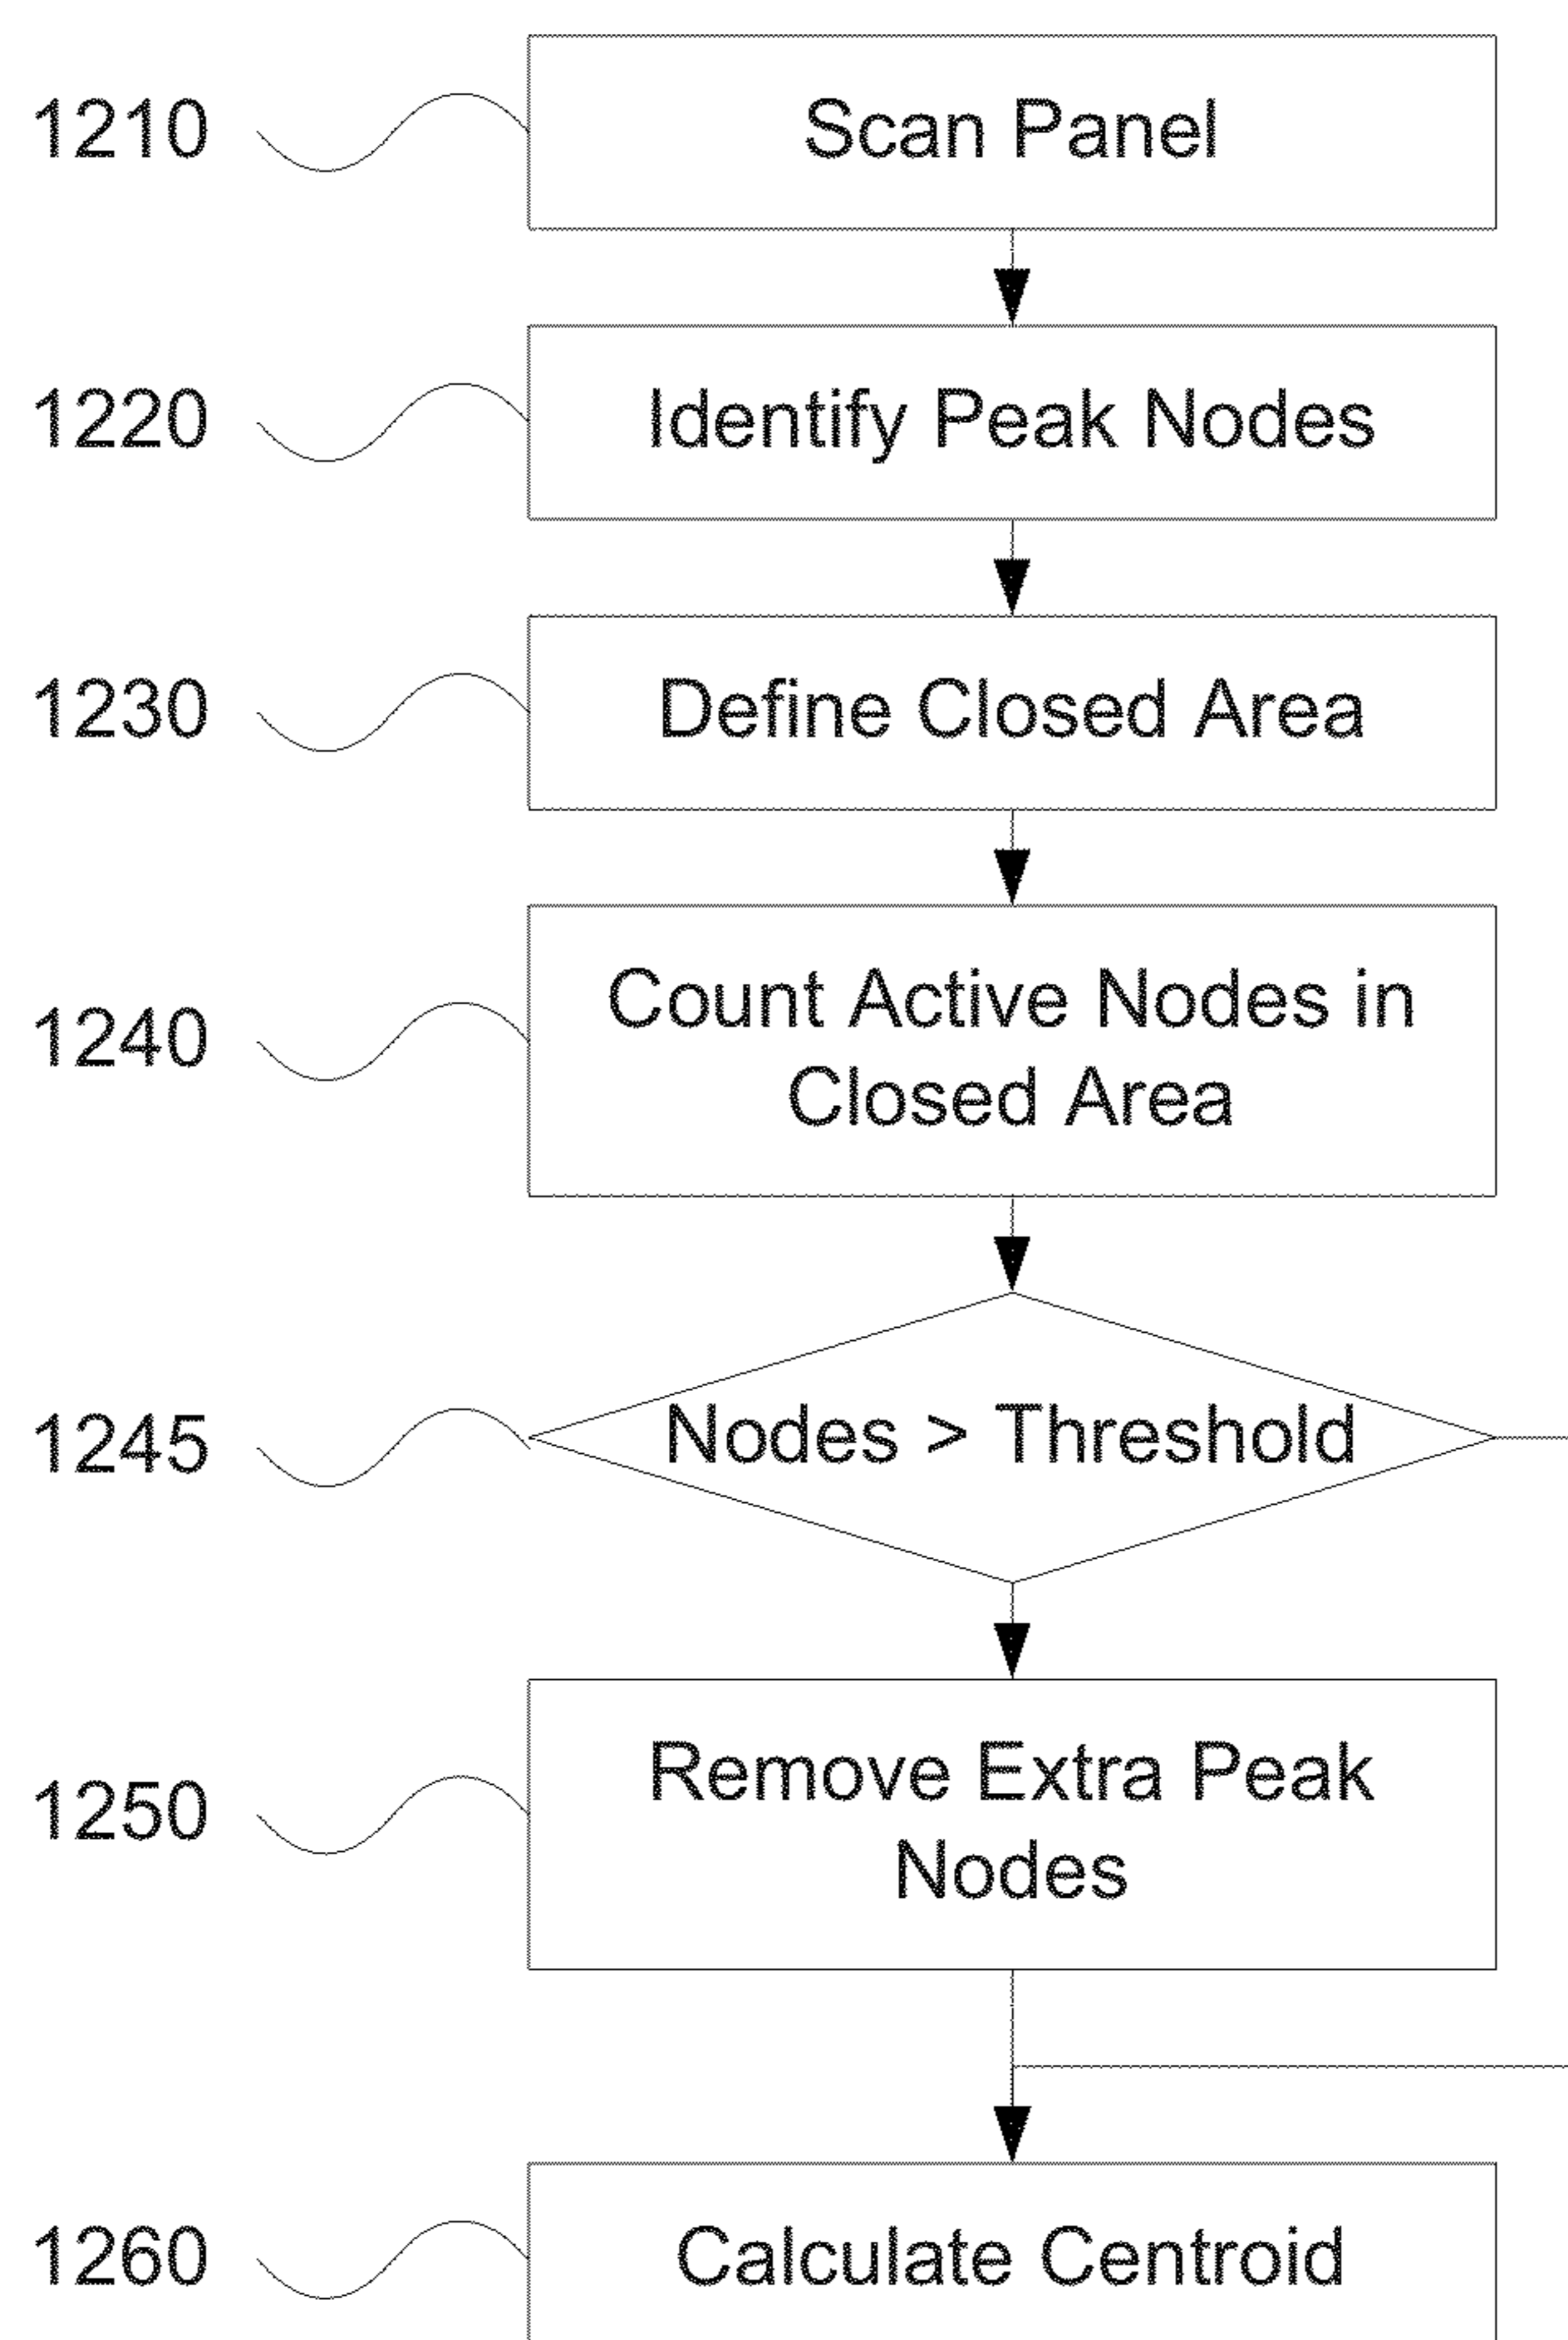 1210
Scan Panel
1220
Identify Peak Nodes
1230
Define Closed Area
1240
Count Active Nodes in
Closed Area
1245
Nodes > Threshold
1250
Remove Extra Peak
Nodes
1260
Calculate Centroid